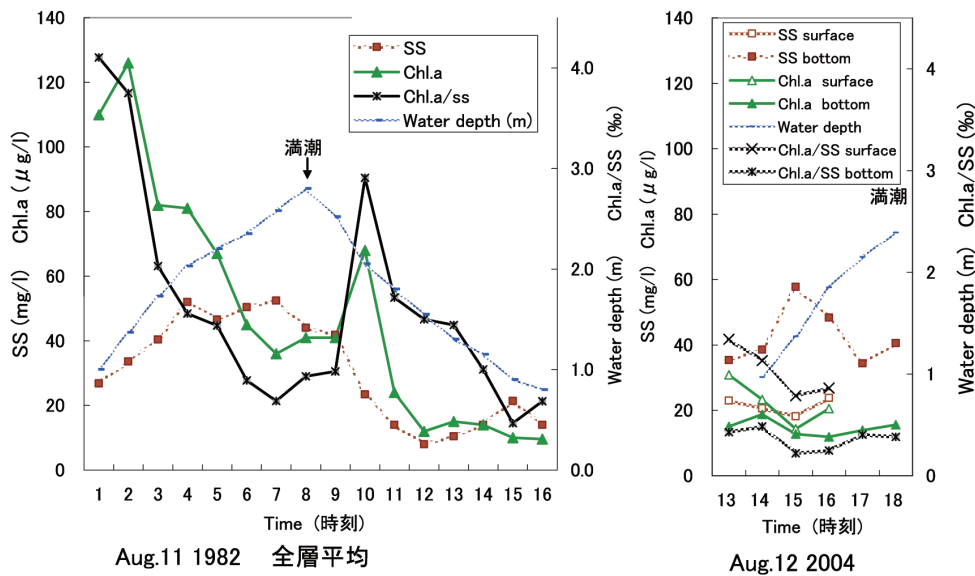 140
120
100
80
60
40
20
0
SS (mg/l)　Chl.a (μg/l)
SS
Chl.a
Chl.a/ss
Water depth (m)
満潮
4.0
3.0
2.0
1.0
0.0
Water depth (m)　Chl.a/SS (‰)
1 2 3 4 5 6 7 8 9 10 11 12 13 14 15 16
Time (時刻)
Aug.11 1982　全層平均
140
120
100
80
60
40
20
0
SS (mg/l)　Chl.a (μg/l)
SS surface
SS bottom
Chl.a surface
Chl.a bottom
Water depth
Chl.a/SS surface
Chl.a/SS bottom
満潮
4
3
2
1
0
Water depth (m)　Chl.a/SS (‰)
13 14 15 16 17 18
Time (時刻)
Aug.12 2004